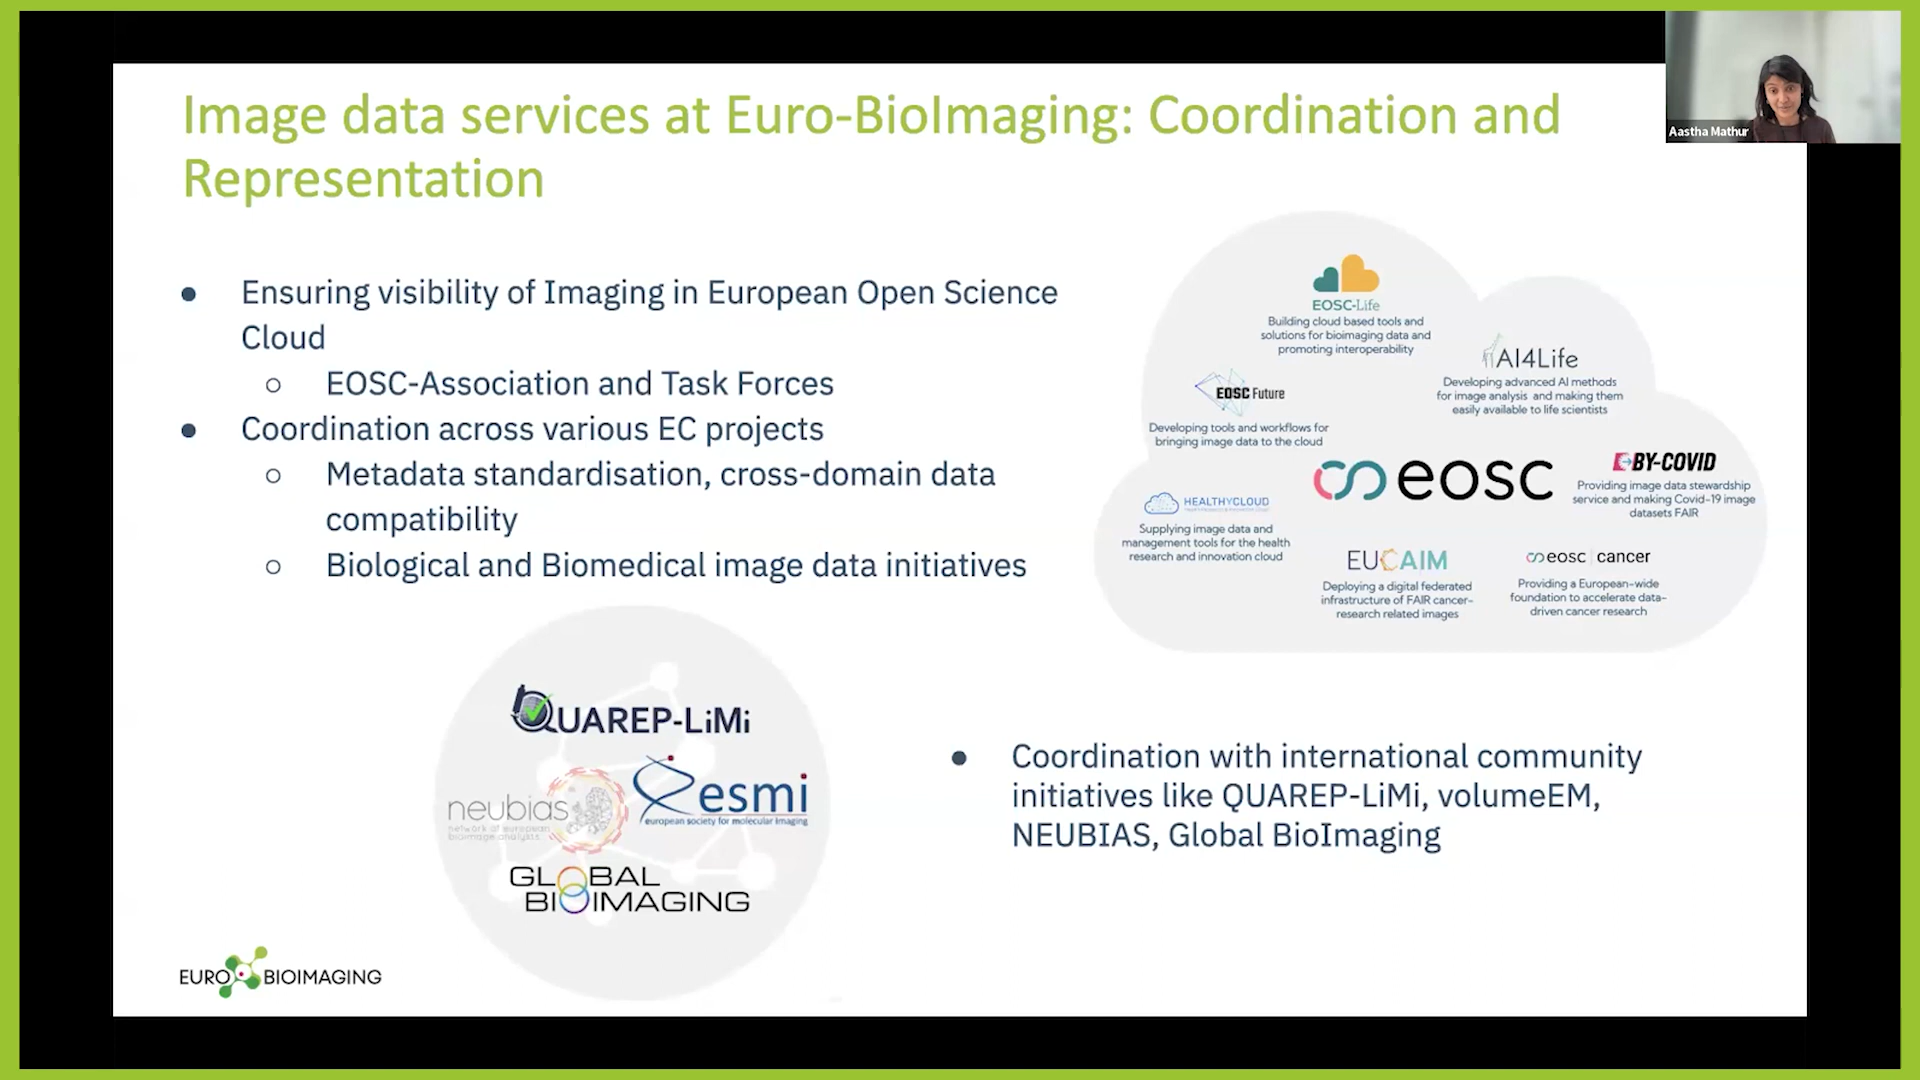 Image data services at Euro-BioImaging: Coordination and
Representation
Aastha Mathur
● Ensuring visibility of Imaging in European Open Science
Cloud
○ EOSC-Association and Task Forces
● Coordination across various EC projects
○ Metadata standardisation, cross-domain data
compatibility
○ Biological and Biomedical image data initiatives
EOSC-Life
Building cloud based tools and
solutions for bioimaging data and
promoting interoperability
AI4Life
Developing advanced AI methods
for image analysis and making them
easily available to life scientists
EOSC Future
Developing tools and workflows for
bringing image data to the cloud
eosc
BY-COVID
Providing image data stewardship
service and making Covid-19 image
datasets FAIR
HEALTHYCLOUD
Supplying image data and
management tools for the health
research and innovation cloud
EUCAIM
Deploying a digital federated
infrastructure of FAIR cancer-
research related images
eosc cancer
Providing a European-wide
foundation to accelerate data-
driven cancer research
QUAREP-LiMi
neubias
network of european
bioimage analysts
esmi
european society for molecular imaging
GLOBAL
BIOIMAGING
● Coordination with international community
initiatives like QUAREP-LiMi, volumeEM,
NEUBIAS, Global BioImaging
EURO BIOIMAGING